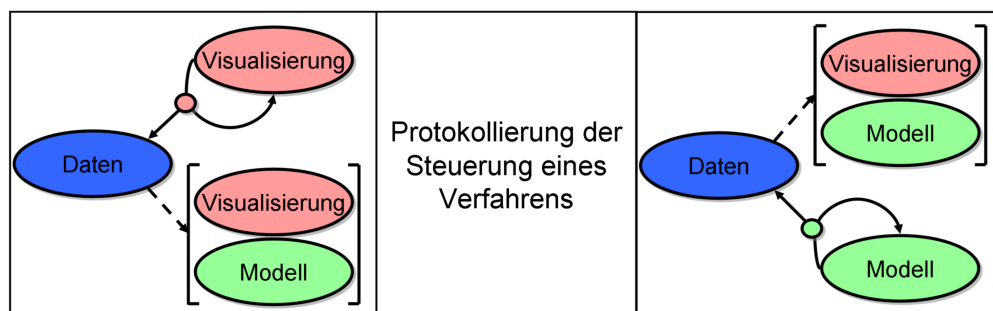 Visualisierung
Daten
Visualisierung
Modell
Protokollierung der
Steuerung eines
Verfahrens
Visualisierung
Modell
Daten
Modell